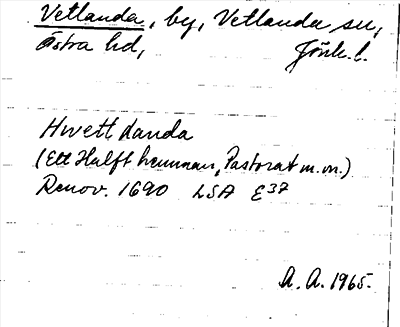 Vetlanda, by, Vetlanda sn,
Östra hd, Jönk. l.
Hwettlanda
(Ett Halft hemman, Pastorat m.m.)
Renov. 1690 LSA E37
A. A. 1965.